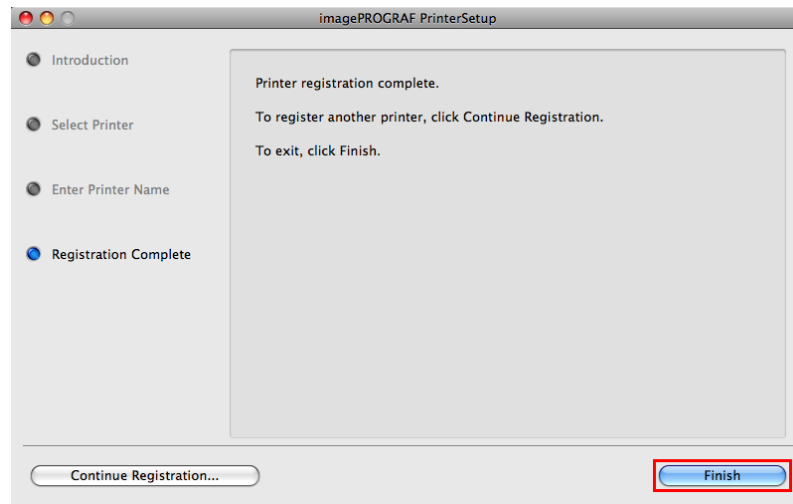 imagePROGRAF PrinterSetup
Introduction
Select Printer
Enter Printer Name
Registration Complete
Printer registration complete.
To register another printer, click Continue Registration.
To exit, click Finish.
Continue Registration...
Finish